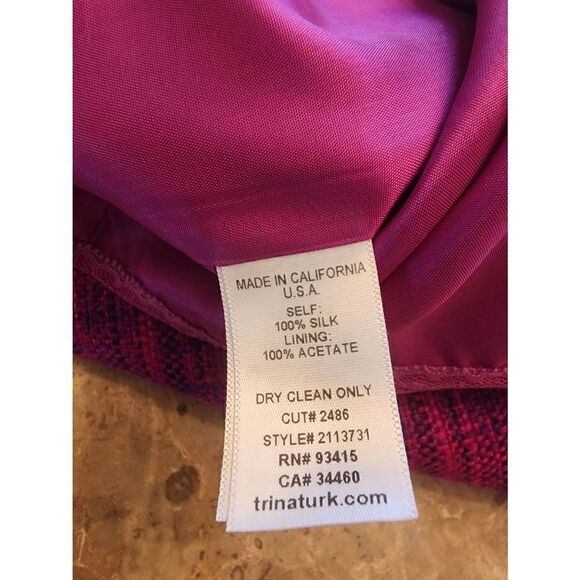 MADE IN CALIFORNIA
U.S.A.
SELF:
100% SILK
LINING:
100% ACETATE
DRY CLEAN ONLY
CUT# 2486
STYLE# 2113731
RN# 93415
CA# 34460
trinaturk.com